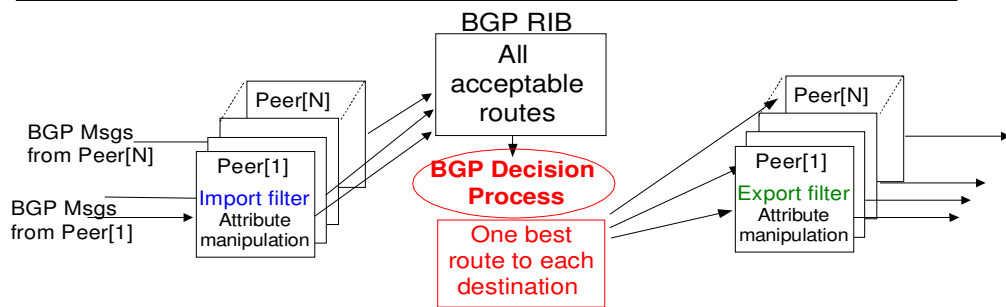 BGP RIB
All
acceptable
routes
Peer[N]
BGP Msgs
from Peer[N]
Peer[1]
Import filter
Attribute
manipulation
BGP Msgs
from Peer[1]
BGP Decision
Process
One best
route to each
destination
Peer[N]
Peer[1]
Export filter
Attribute
manipulation